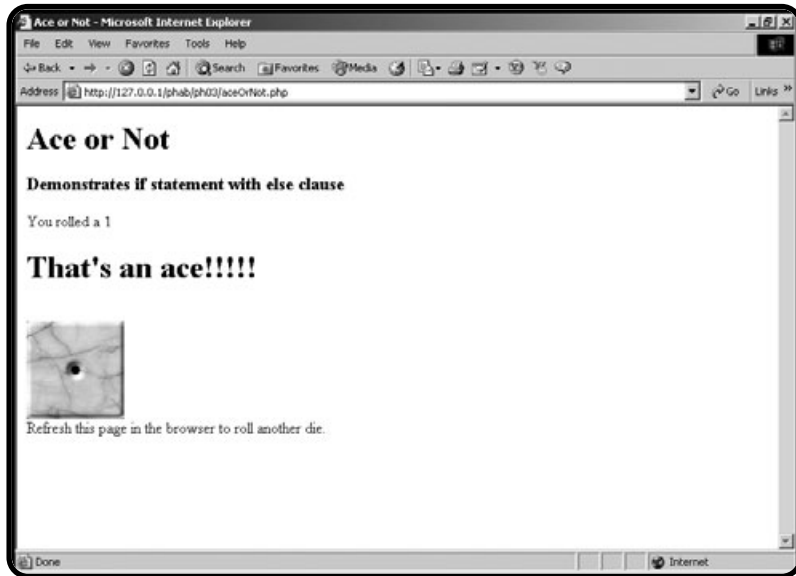 Ace or Not - Microsoft Internet Explorer
File Edit View Favorites Tools Help
Back Search Favorites Media
Address http://127.0.0.1/phab/ph03/aceOrNot.php Go Links »
Ace or Not
Demonstrates if statement with else clause
You rolled a 1
That's an ace!!!!!
Refresh this page in the browser to roll another die.
Done Internet